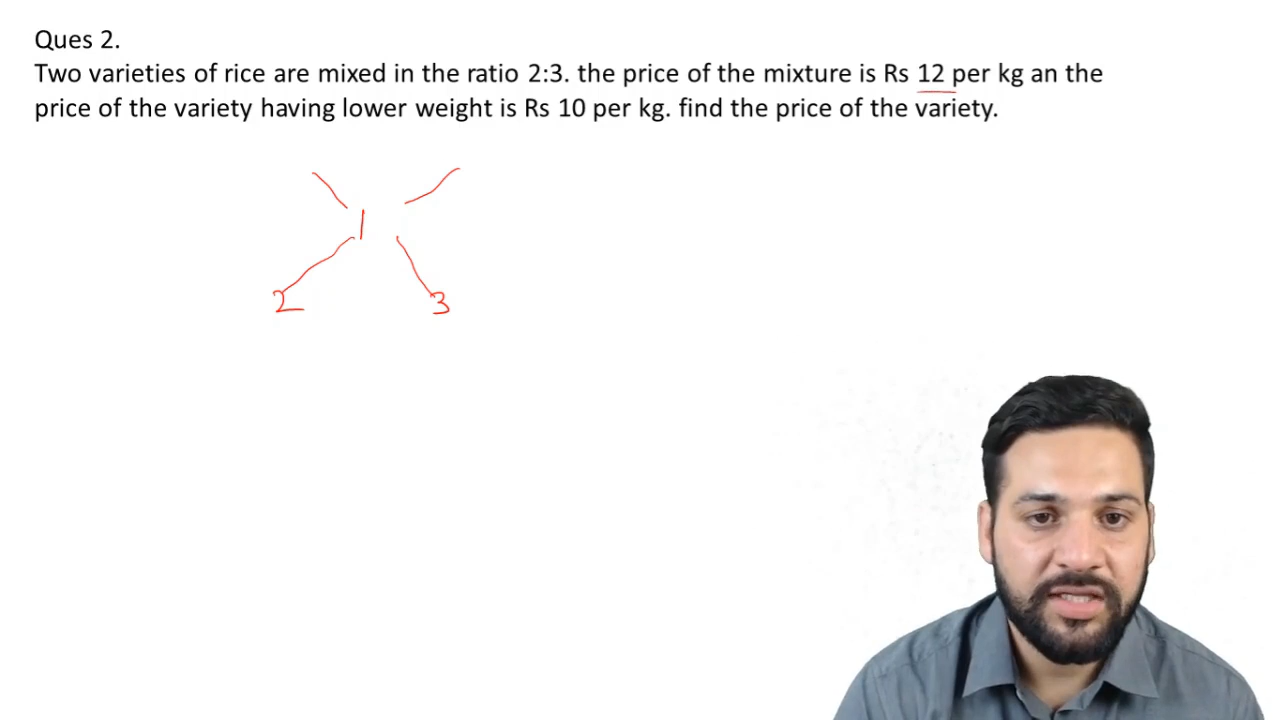 Ques 2.
Two varieties of rice are mixed in the ratio 2:3. the price of the mixture is Rs 12 per kg an the
price of the variety having lower weight is Rs 10 per kg. find the price of the variety.
1
2 3